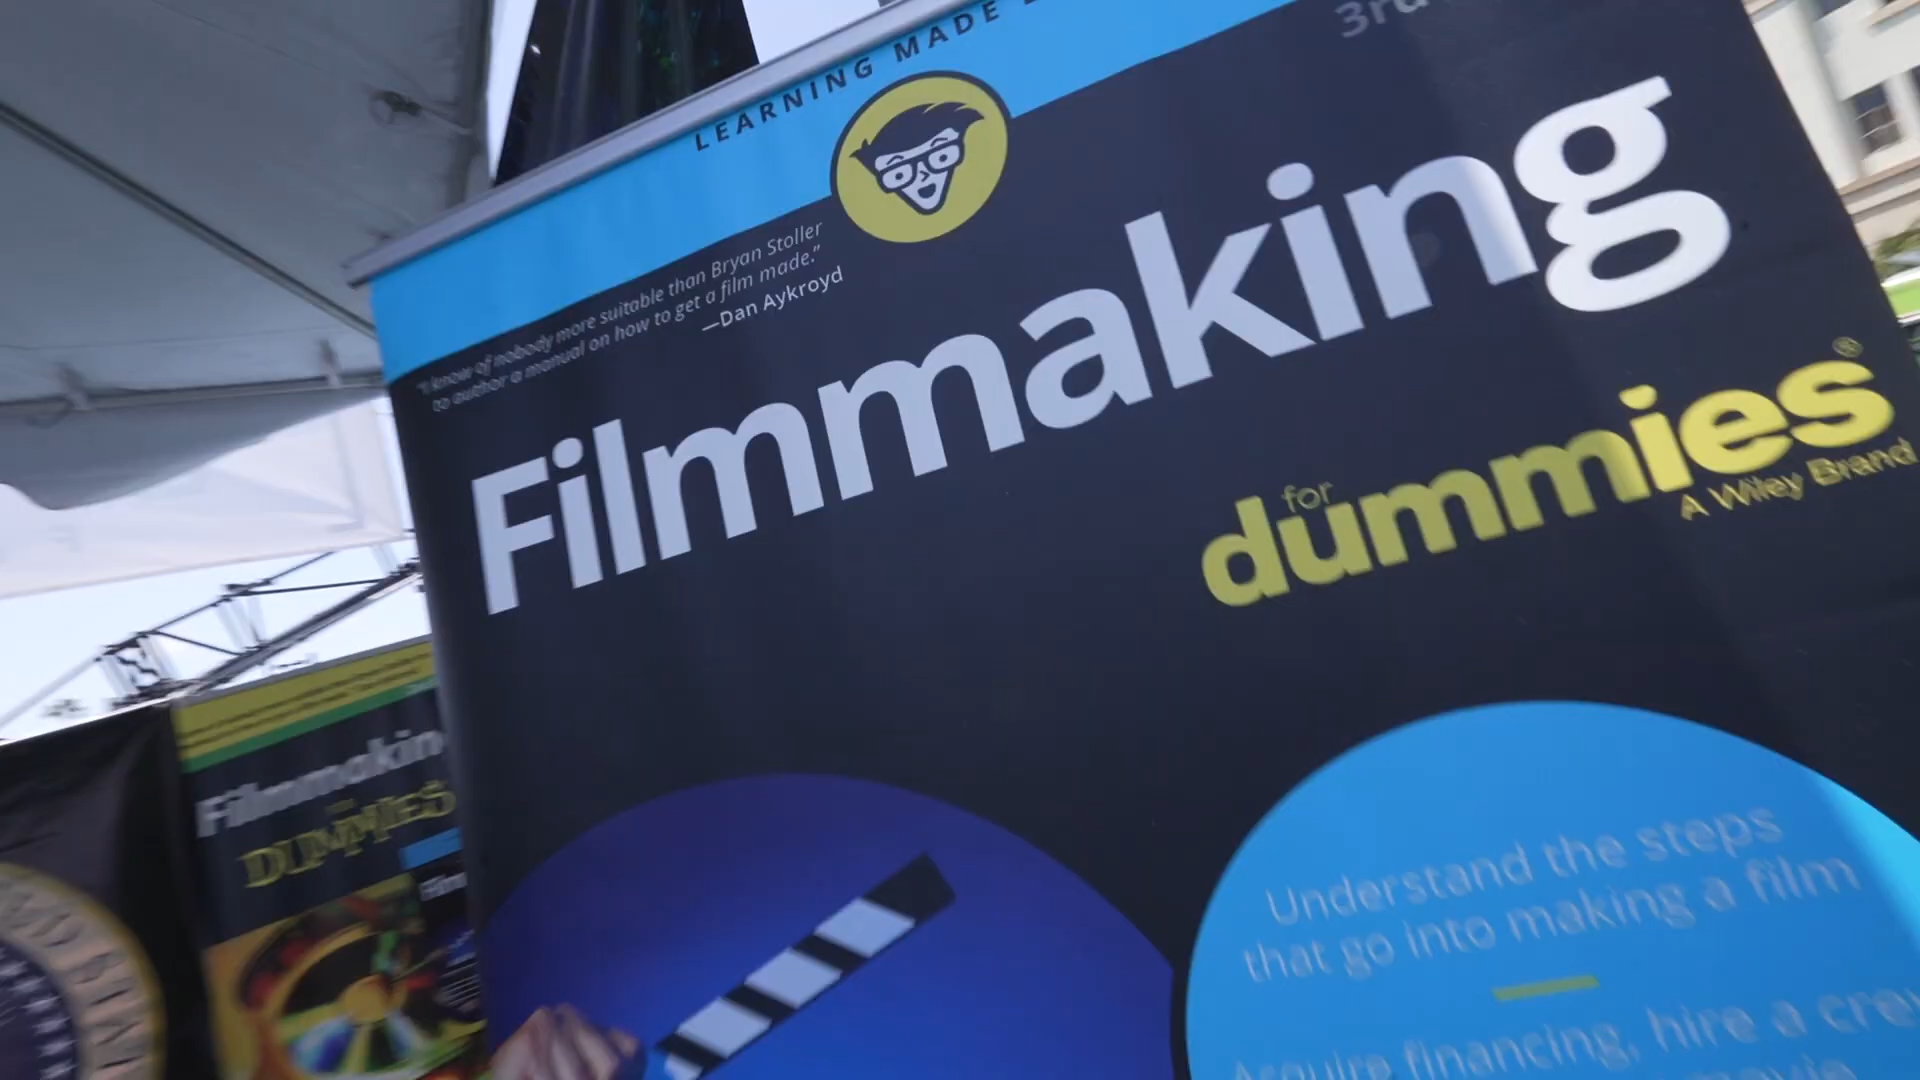 LEARNING MADE
3rd
"I know of nobody more suitable than Bryan Stoller
to author a manual on how to get a film made."
—Dan Aykroyd
Filmmaking
for
dummies®
A Wiley Brand
Understand the steps
that go into making a film
Acquire financing, hire a
movie
Filmmaking
DUMMIES